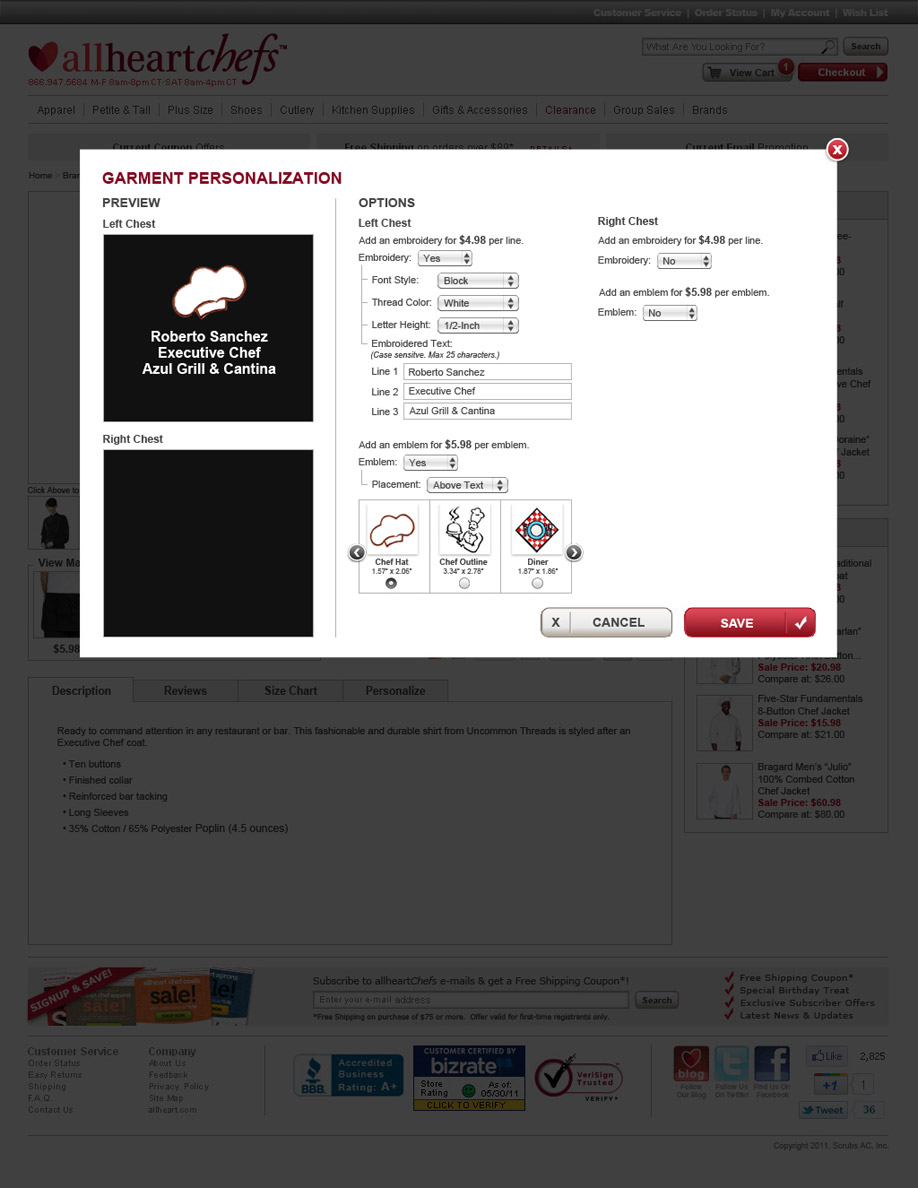 Customer Service | Order Status | My Account | Wish List
allheartchefs™
866.947.5684 M-F 8am-8pm CT-SAT 8am-4pm CT
What Are You Looking For?
Search
View Cart
1
Checkout
Apparel | Petite & Tall | Plus Size | Shoes | Cutlery | Kitchen Supplies | Gifts & Accessories | Clearance | Group Sales | Brands
Current Coupon Offers
Free Shipping on orders over $89* DETAILS
Current Email Promotion
Home > Bran
X
GARMENT PERSONALIZATION
PREVIEW
Left Chest
Roberto Sanchez
Executive Chef
Azul Grill & Cantina
Right Chest
OPTIONS
Left Chest
Add an embroidery for $4.98 per line.
Embroidery: Yes
Font Style: Block
Thread Color: White
Letter Height: 1/2-Inch
Embroidered Text:
(Case sensitve. Max 25 characters.)
Line 1 Roberto Sanchez
Line 2 Executive Chef
Line 3 Azul Grill & Cantina
Add an emblem for $5.98 per emblem.
Emblem: Yes
Placement: Above Text
Chef Hat
1.57" x 2.06"
Chef Outline
3.34" x 2.78"
Diner
1.87" x 1.86"
Right Chest
Add an embroidery for $4.98 per line.
Embroidery: No
Add an emblem for $5.98 per emblem.
Emblem: No
X CANCEL
SAVE
Click Above to
View Ma
$5.98
Sale Price: $20.98
Compare at: $26.00
Five-Star Fundamentals
8-Button Chef Jacket
Sale Price: $15.98
Compare at: $21.00
Bragard Men's "Julio"
100% Combed Cotton
Chef Jacket
Sale Price: $60.98
Compare at: $80.00
Description
Reviews
Size Chart
Personalize
Ready to command attention in any restaurant or bar. This fashionable and durable shirt from Uncommon Threads is styled after an
Executive Chef coat.
• Ten buttons
• Finished collar
• Reinforced bar tacking
• Long Sleeves
• 35% Cotton / 65% Polyester Poplin (4.5 ounces)
SIGNUP & SAVE!
sale!
sale!
Subscribe to allheartChefs e-mails & get a Free Shipping Coupon*!
Enter your e-mail address
Search
*Free Shipping on purchase of $75 or more. Offer valid for first-time registrants only.
Free Shipping Coupon*
Special Birthday Treat
Exclusive Subscriber Offers
Latest News & Updates
Customer Service
Order Status
Easy Returns
Shipping
F.A.Q.
Contact Us
Company
About Us
Feedback
Privacy Policy
Site Map
allheart.com
BBB
Accredited
Business
Rating: A+
CUSTOMER CERTIFIED BY
bizrate
Store
Rating
As of:
05/30/11
CLICK TO VERIFY
VeriSign
Trusted
VERIFY
blog
Follow
Our Blog
Follow Us
On Twitter
Find Us On
Facebook
Like 2,825
+1 1
Tweet 36
Copyright 2011. Scrubs AC, Inc.